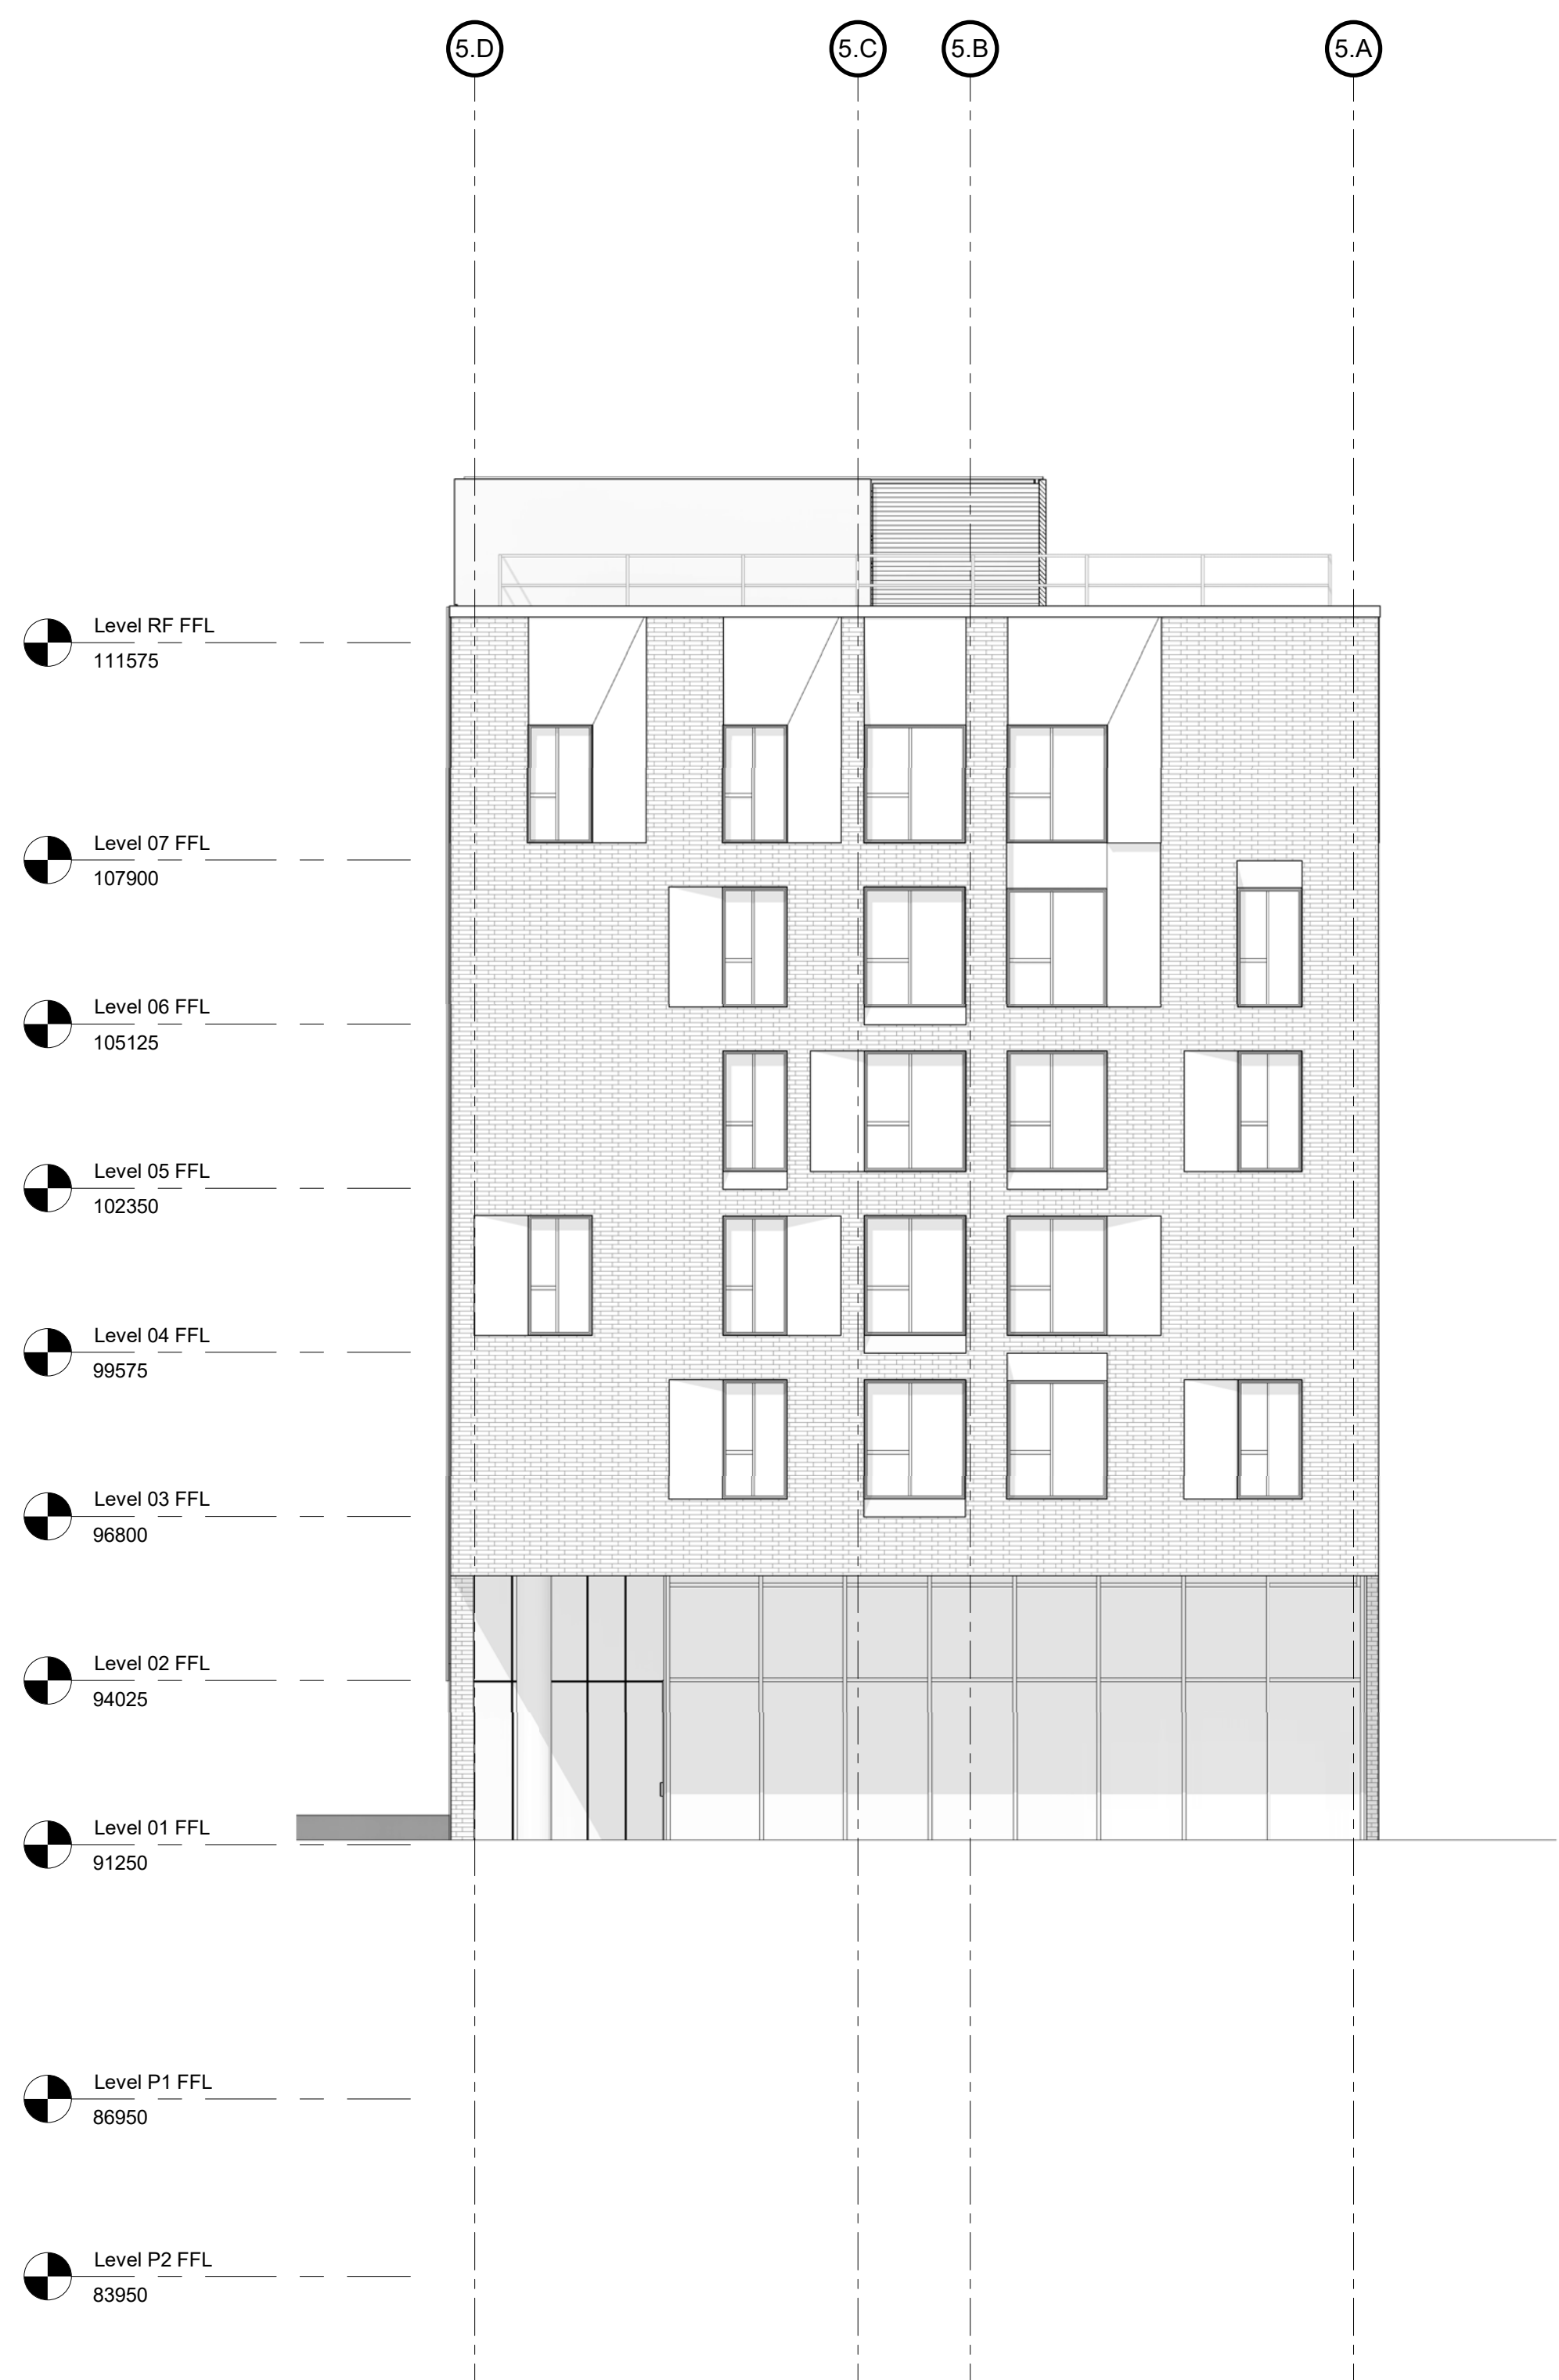 5.D
5.C
5.B
5.A
Level RF FFL
111575
Level 07 FFL
107900
Level 06 FFL
105125
Level 05 FFL
102350
Level 04 FFL
99575
Level 03 FFL
96800
Level 02 FFL
94025
Level 01 FFL
91250
Level P1 FFL
86950
Level P2 FFL
83950